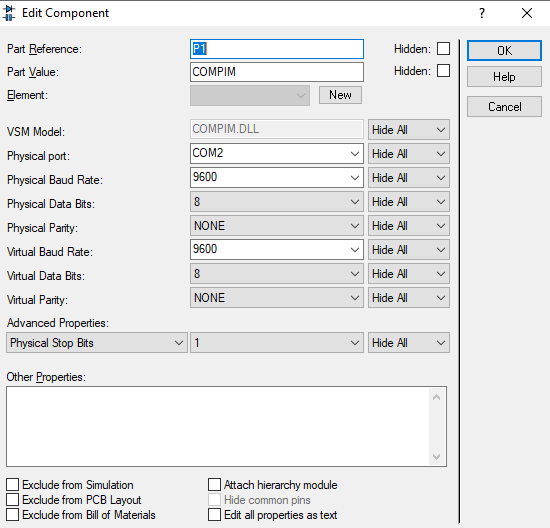 Edit Component ? ×
Part Reference: P1 Hidden: OK
Part Value: COMPIM Hidden: Help
Element: New Cancel
VSM Model: COMPIM.DLL Hide All
Physical port: COM2 Hide All
Physical Baud Rate: 9600 Hide All
Physical Data Bits: 8 Hide All
Physical Parity: NONE Hide All
Virtual Baud Rate: 9600 Hide All
Virtual Data Bits: 8 Hide All
Virtual Parity: NONE Hide All
Advanced Properties:
Physical Stop Bits 1 Hide All
Other Properties:
Exclude from Simulation Attach hierarchy module
Exclude from PCB Layout Hide common pins
Exclude from Bill of Materials Edit all properties as text